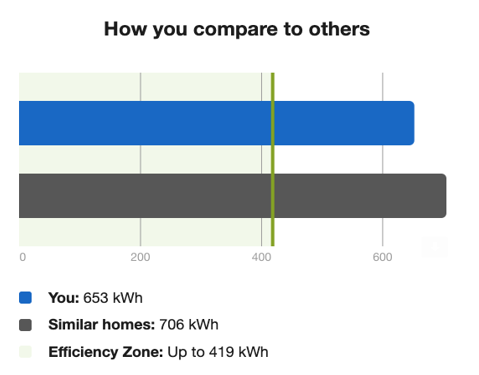 How you compare to others
0 200 400 600
You: 653 kWh
Similar homes: 706 kWh
Efficiency Zone: Up to 419 kWh